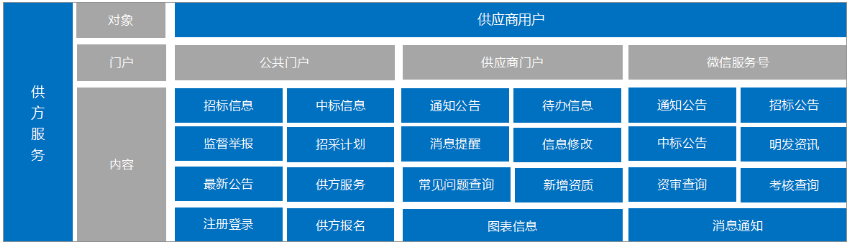 供方服务
对象
供应商用户
门户
公共门户
供应商门户
微信服务号
内容
招标信息 中标信息 通知公告 待办信息 通知公告 招标公告
监督举报 招采计划 消息提醒 信息修改 中标公告 明发资讯
最新公告 供方服务 常见问题查询 新增资质 资审查询 考核查询
注册登录 供方报名 图表信息 消息通知